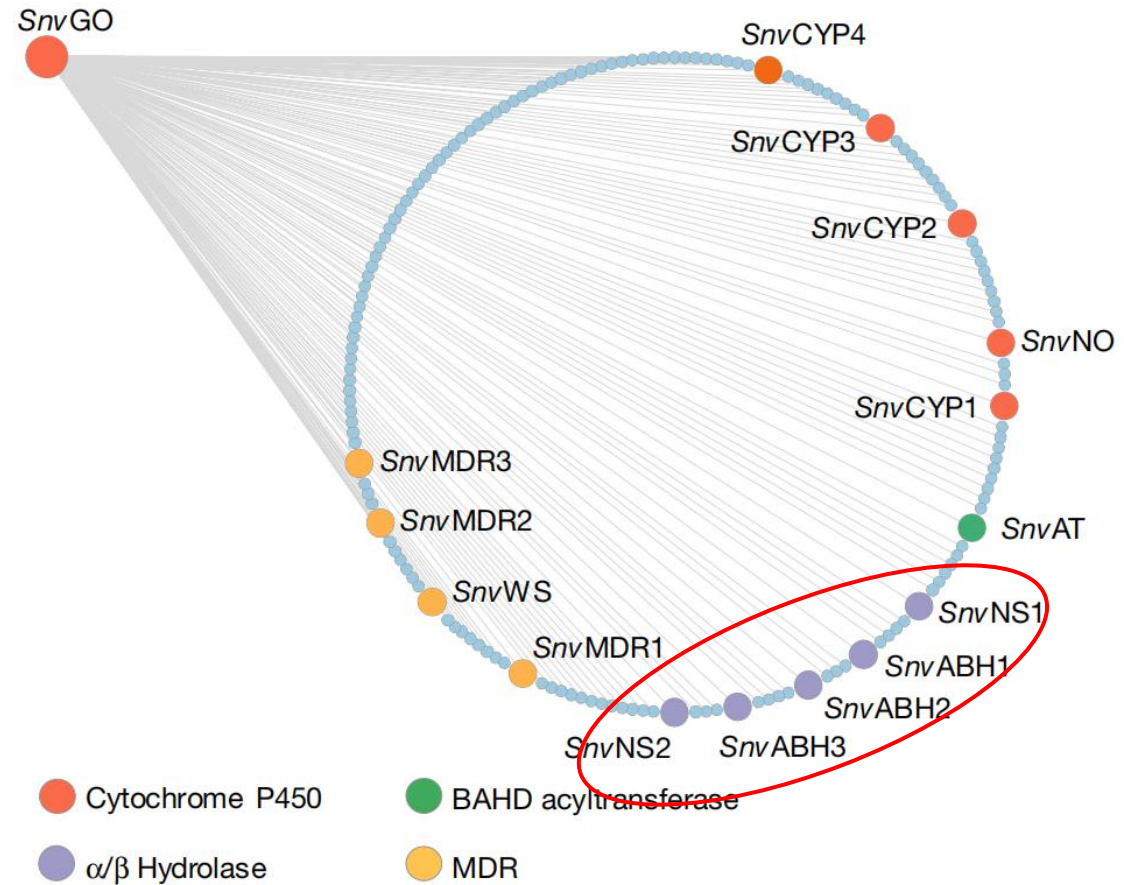 SnvGO
SnvCYP4
SnvCYP3
SnvCYP2
SnvNO
SnvCYP1
SnvMDR3
SnvMDR2
SnvAT
SnvWS
SnvNS1
SnvMDR1
SnvABH1
SnvABH2
SnvNS2
SnvABH3
Cytochrome P450
BAHD acyltransferase
α/β Hydrolase
MDR